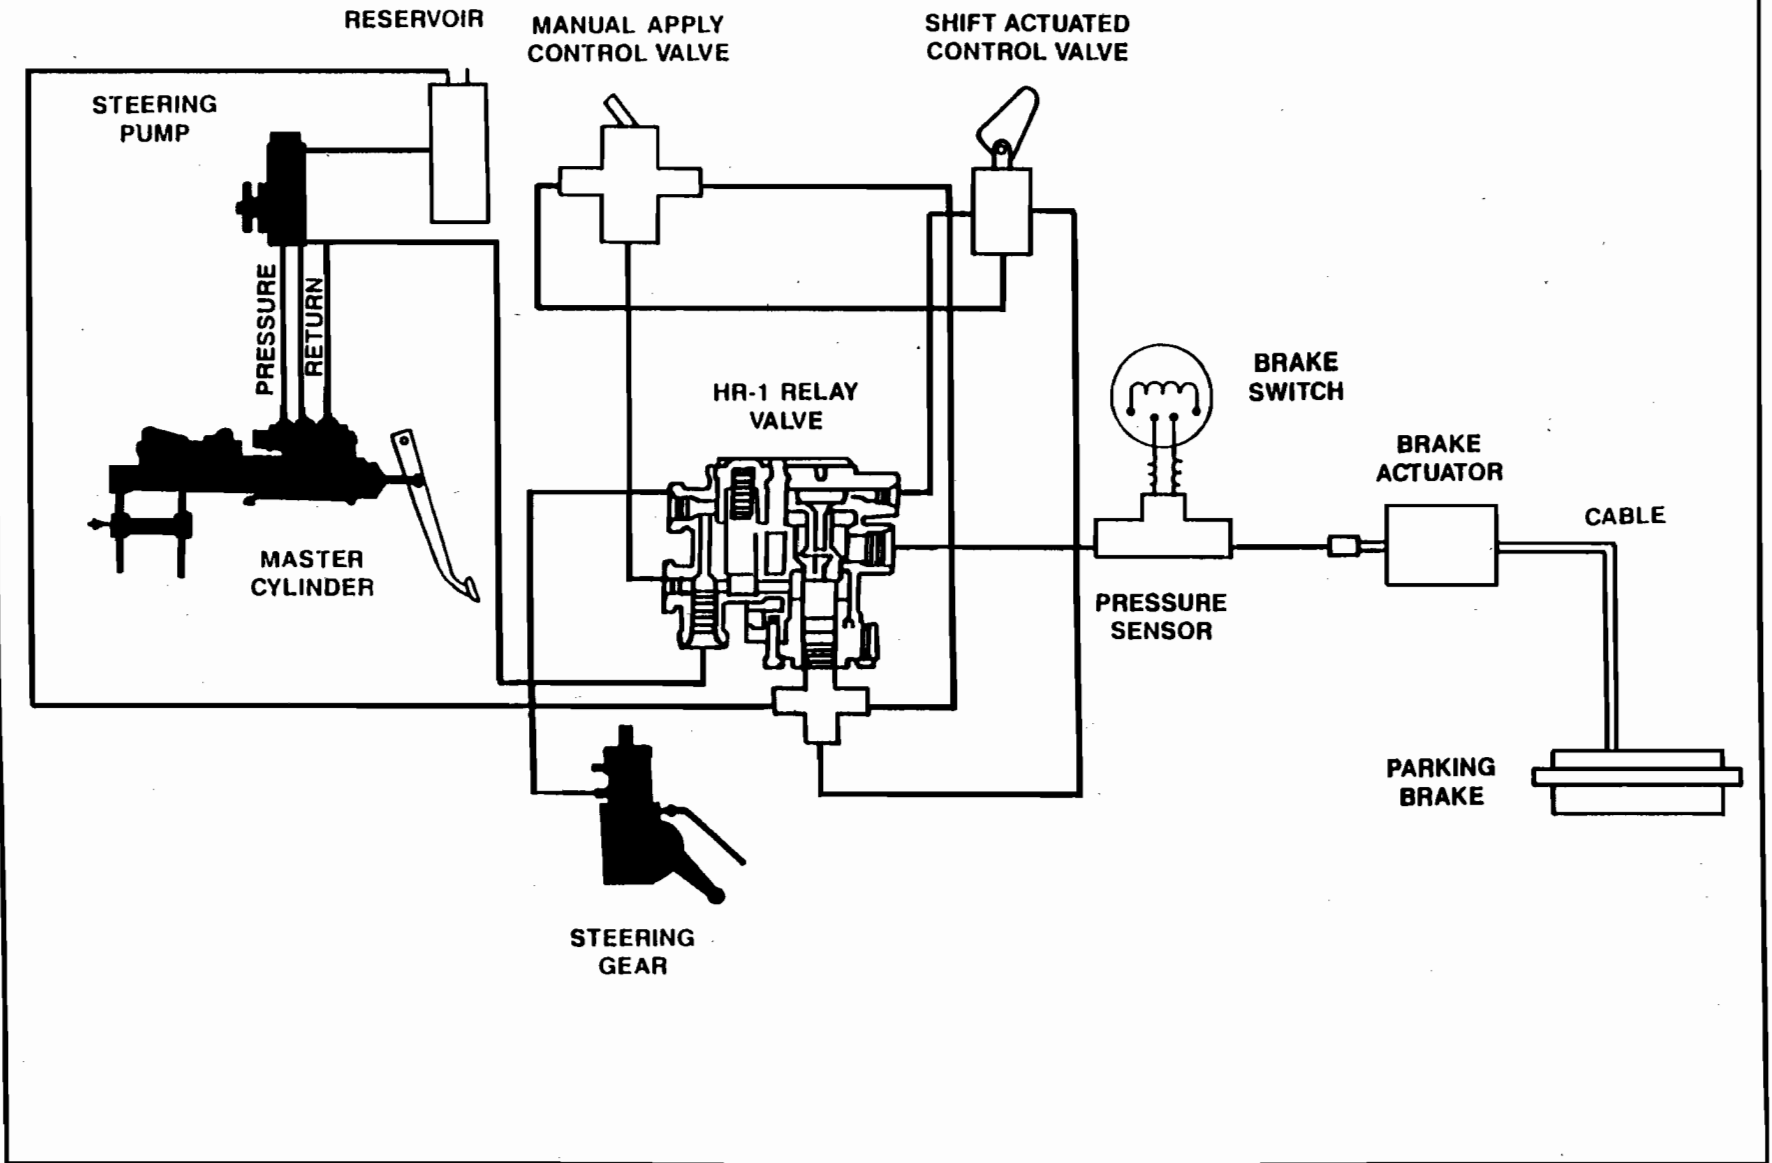 RESERVOIR
MANUAL APPLY
CONTROL VALVE
SHIFT ACTUATED
CONTROL VALVE
STEERING
PUMP
PRESSURE
RETURN
HR-1 RELAY
VALVE
BRAKE
SWITCH
BRAKE
ACTUATOR
CABLE
MASTER
CYLINDER
PRESSURE
SENSOR
PARKING
BRAKE
STEERING
GEAR